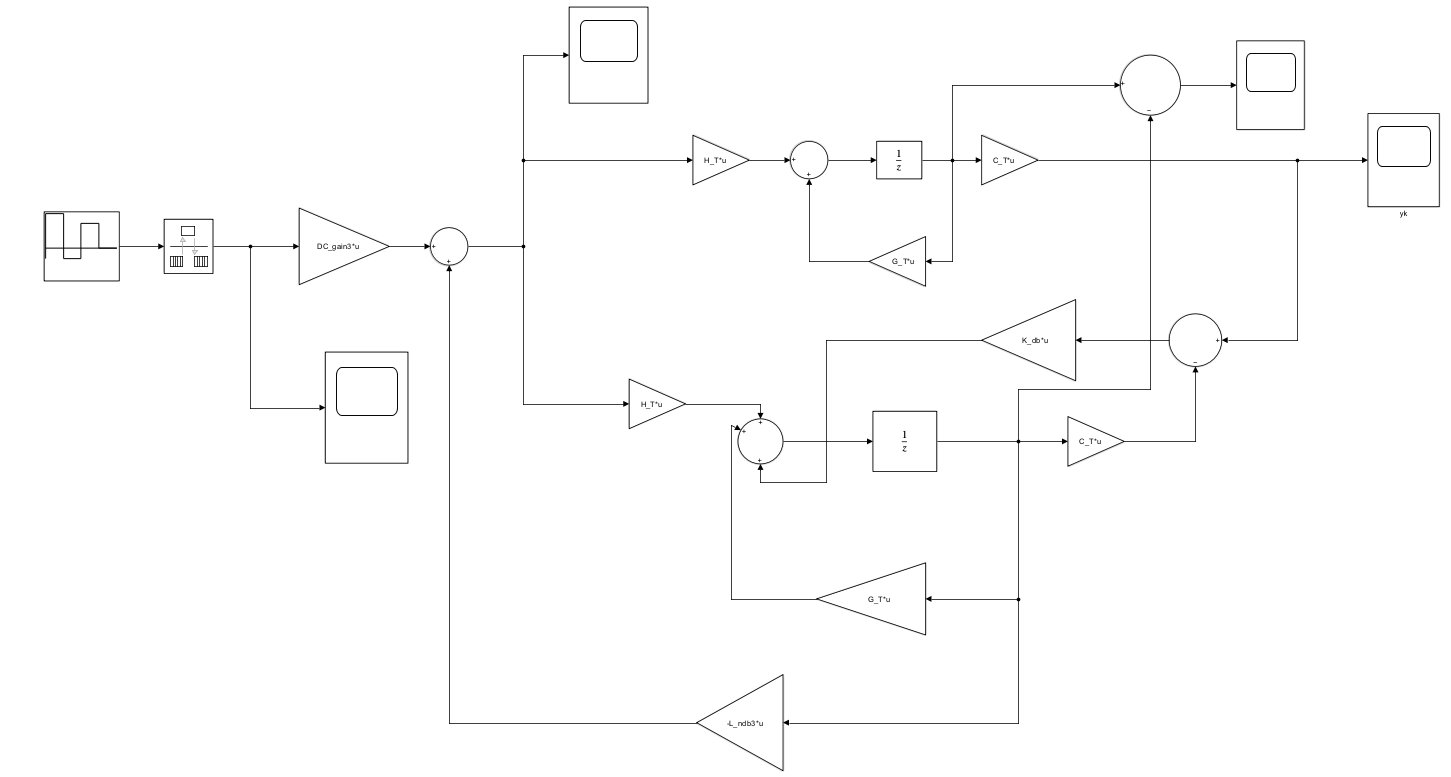 H_T*u
+
+
1
z
C_T*u
+
−
yk
DC_gain3*u
+
+
G_T*u
K_db*u
+
−
H_T*u
+
+
+
1
z
C_T*u
G_T*u
-L_ndb3*u